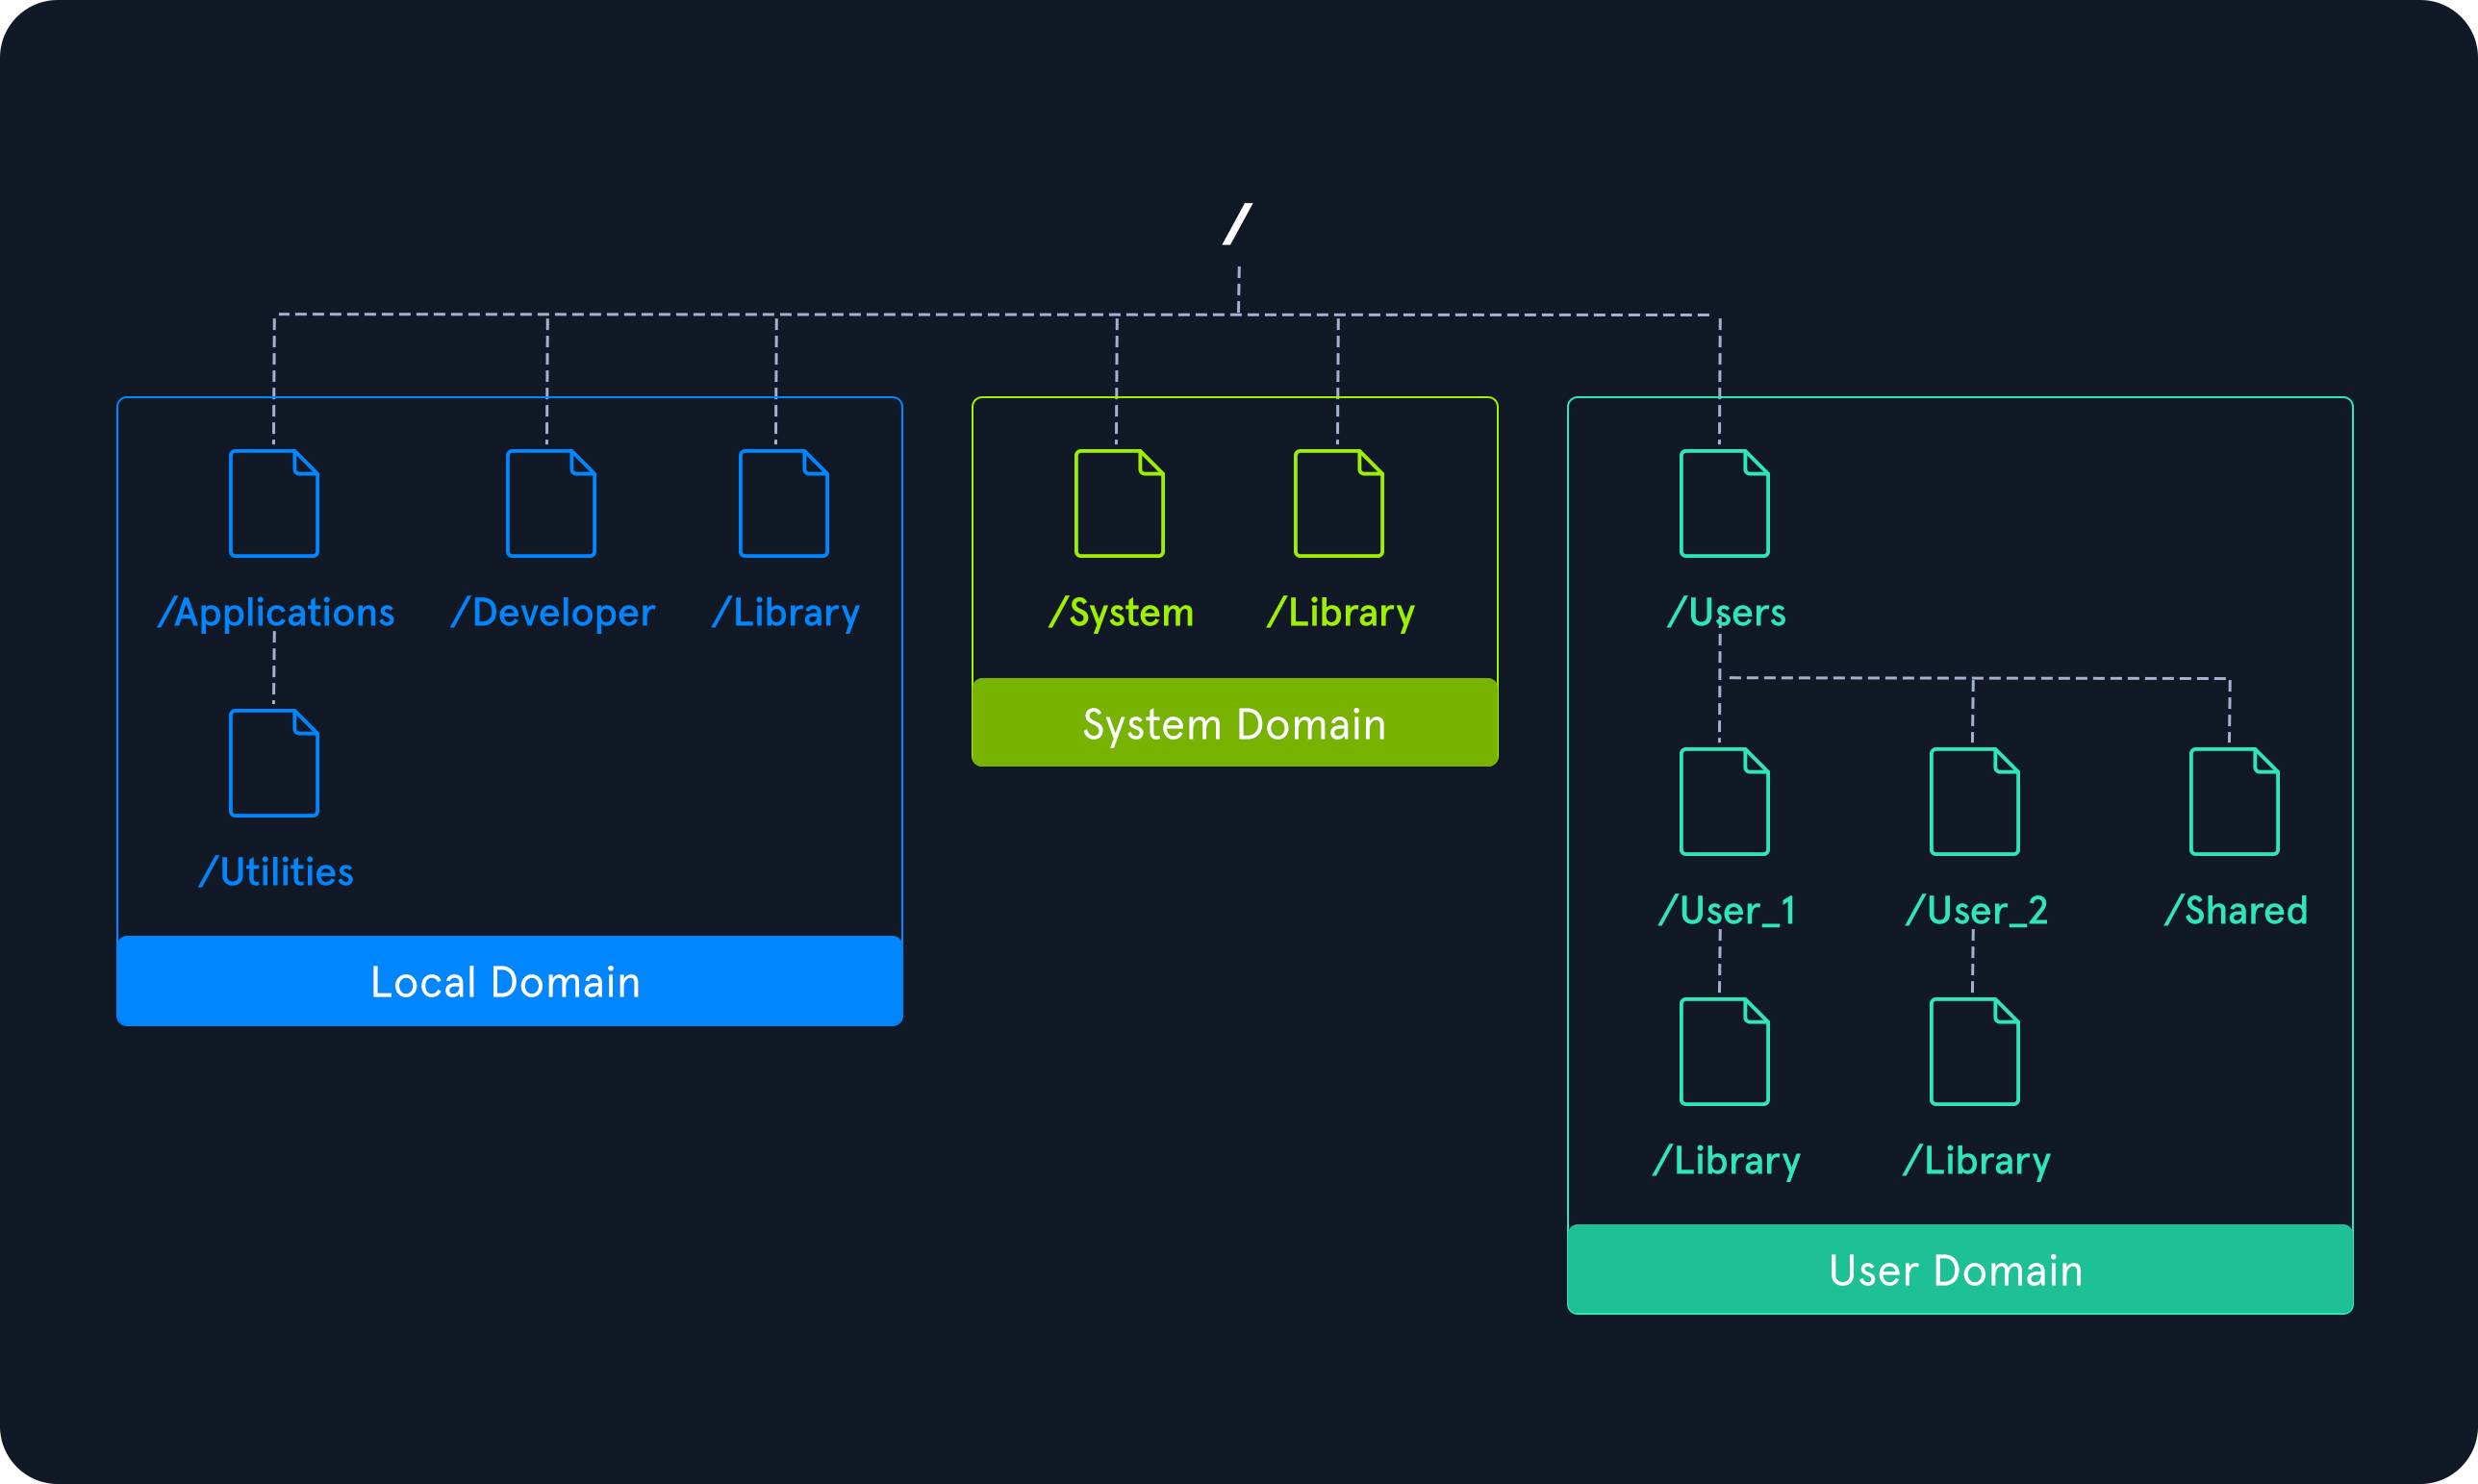 /
/Applications
/Developer
/Library
/System
/Library
/Users
/Utilities
System Domain
/User_1
/User_2
/Shared
Local Domain
/Library
/Library
User Domain